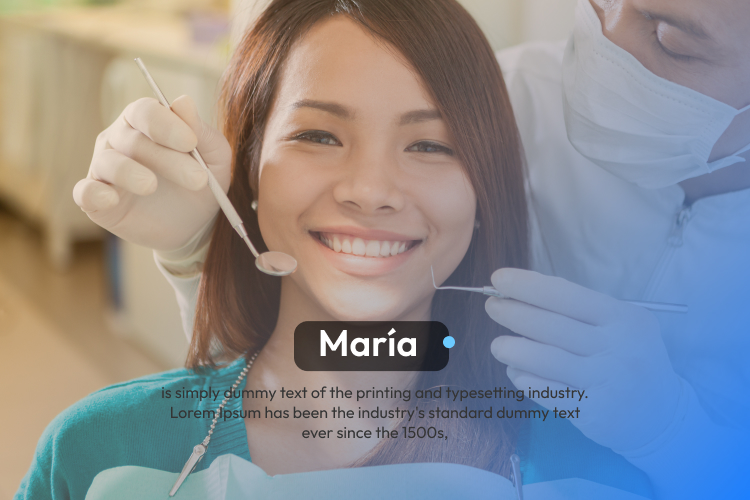 María
is simply dummy text of the printing and typesetting industry.
Lorem Ipsum has been the industry's standard dummy text
ever since the 1500s,